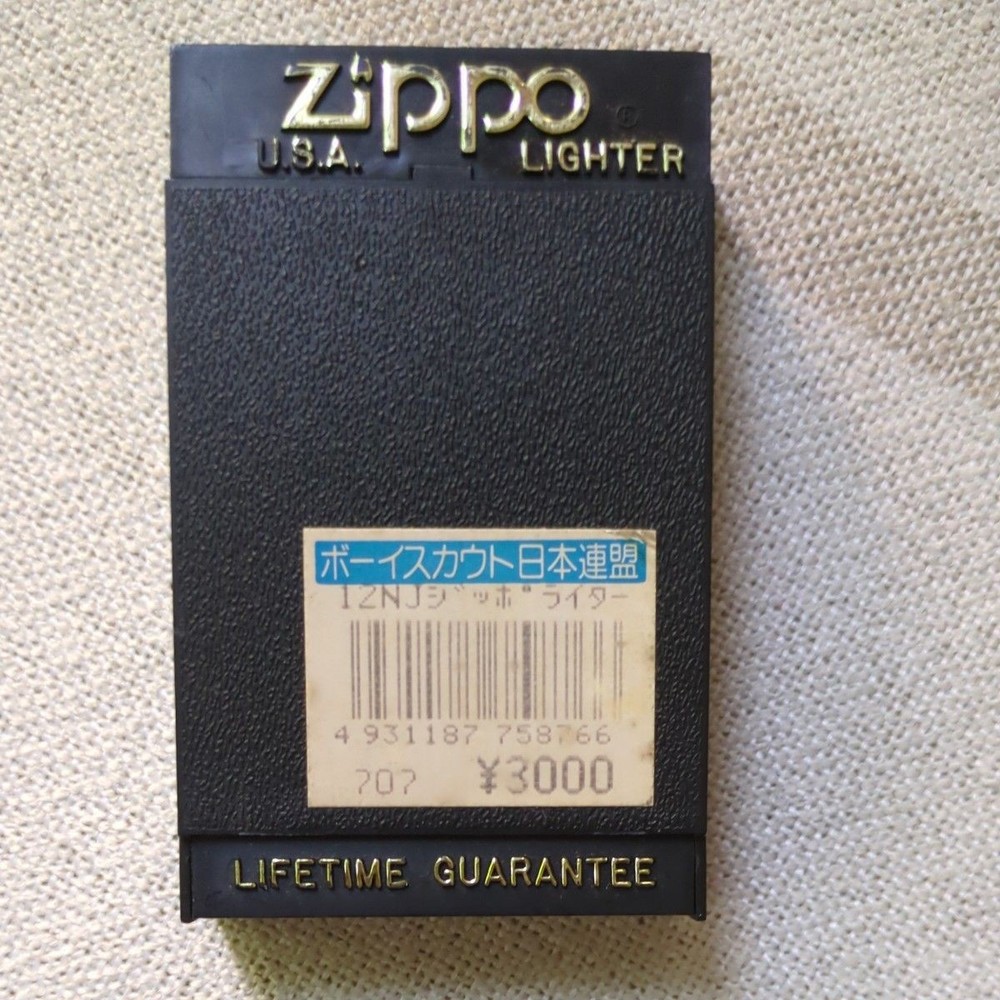 Zippo ®
U.S.A. LIGHTER
ボーイスカウト日本連盟
12NJジッポライター
4 931187 758766
707 ¥3000
LIFETIME GUARANTEE